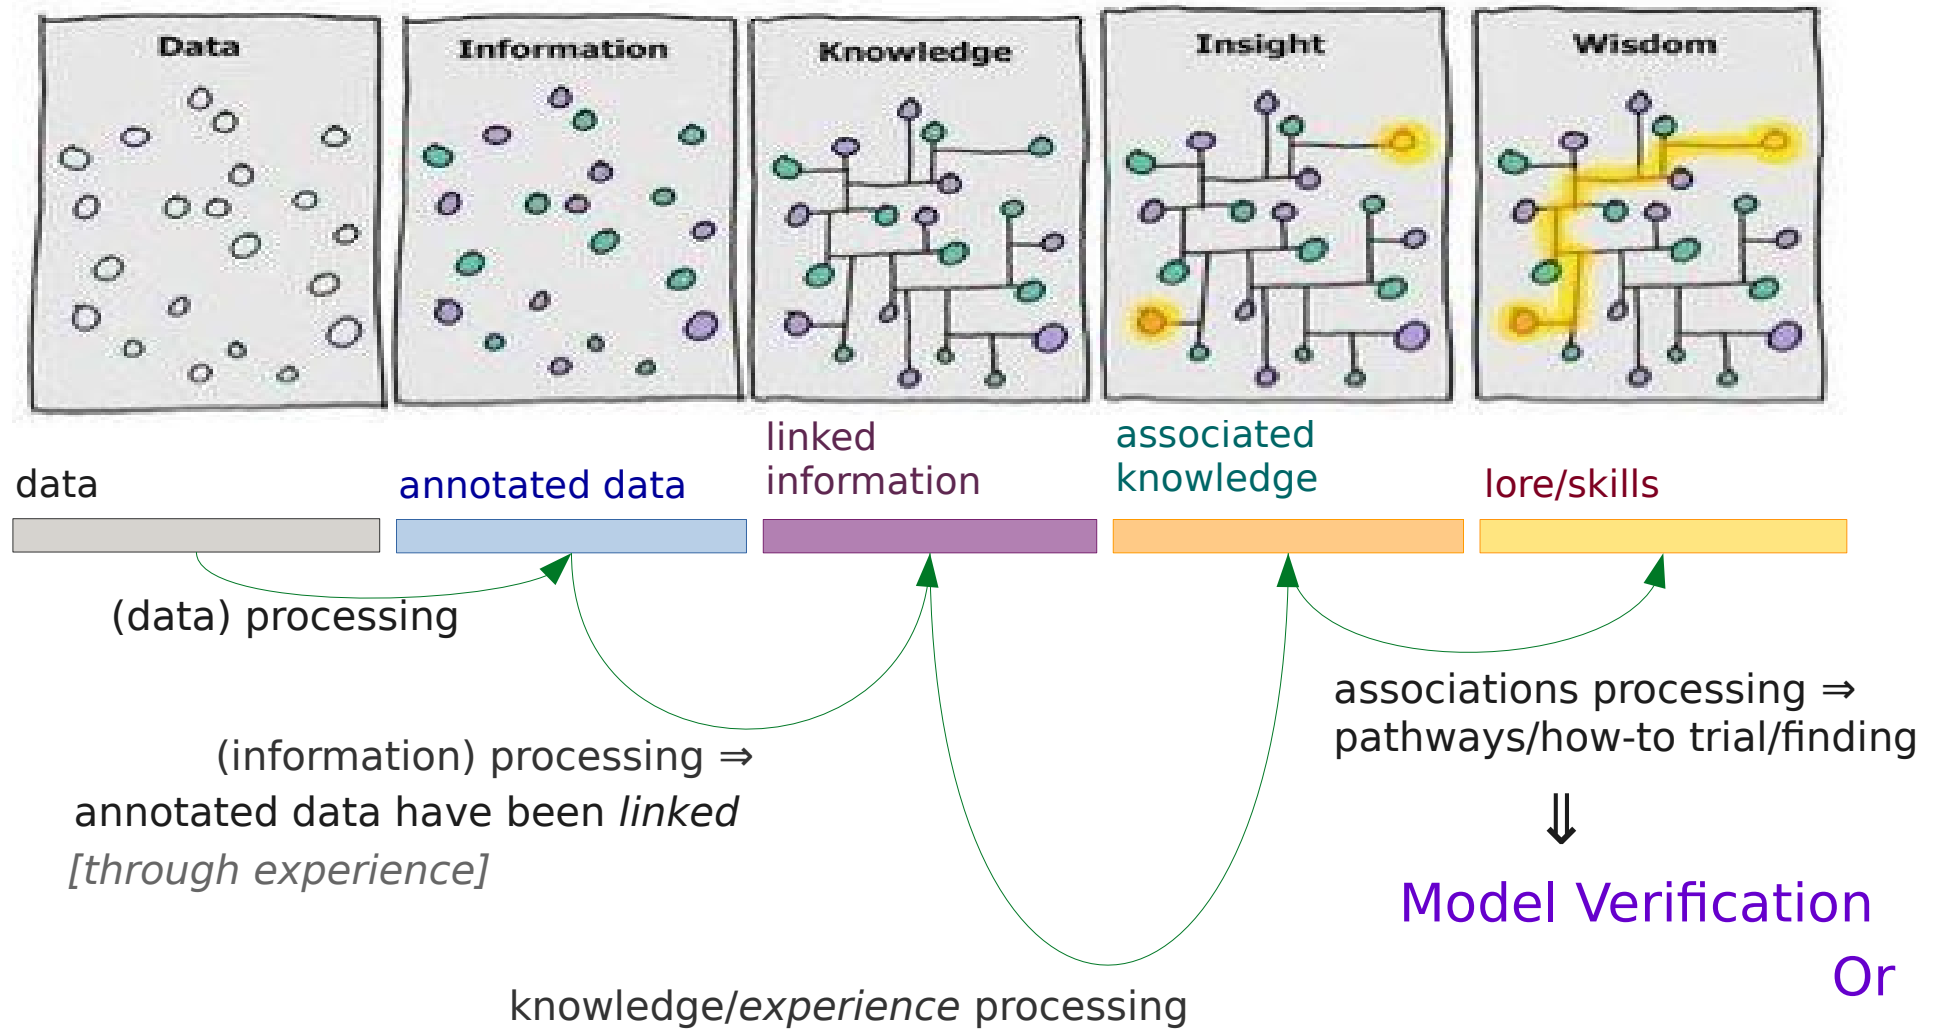 Data
Information
Knowledge
Insight
Wisdom
data
annotated data
linked
information
associated
knowledge
lore/skills
(data) processing
(information) processing ⇒
annotated data have been linked
[through experience]
knowledge/experience processing
associations processing ⇒
pathways/how-to trial/finding
⇓
Model Verification
Or